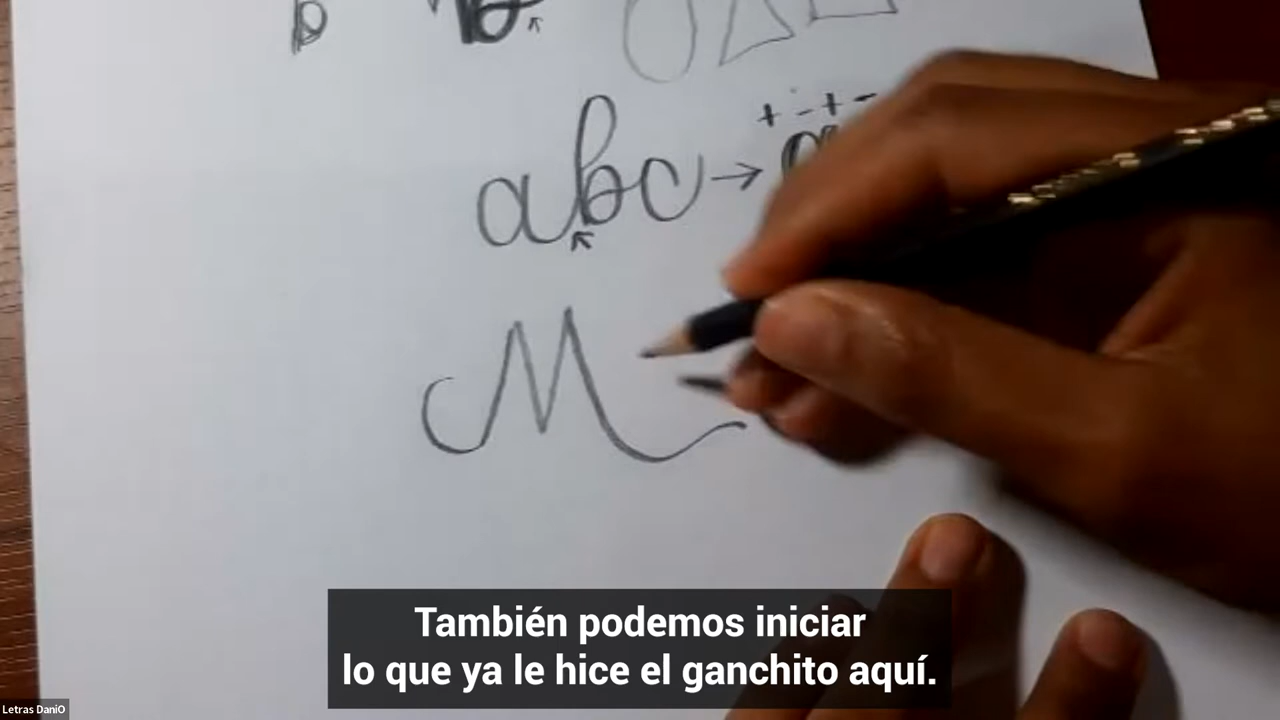 b b
abc → a
+ - + -
M
También podemos iniciar
lo que ya le hice el ganchito aquí.
Letras DaniO